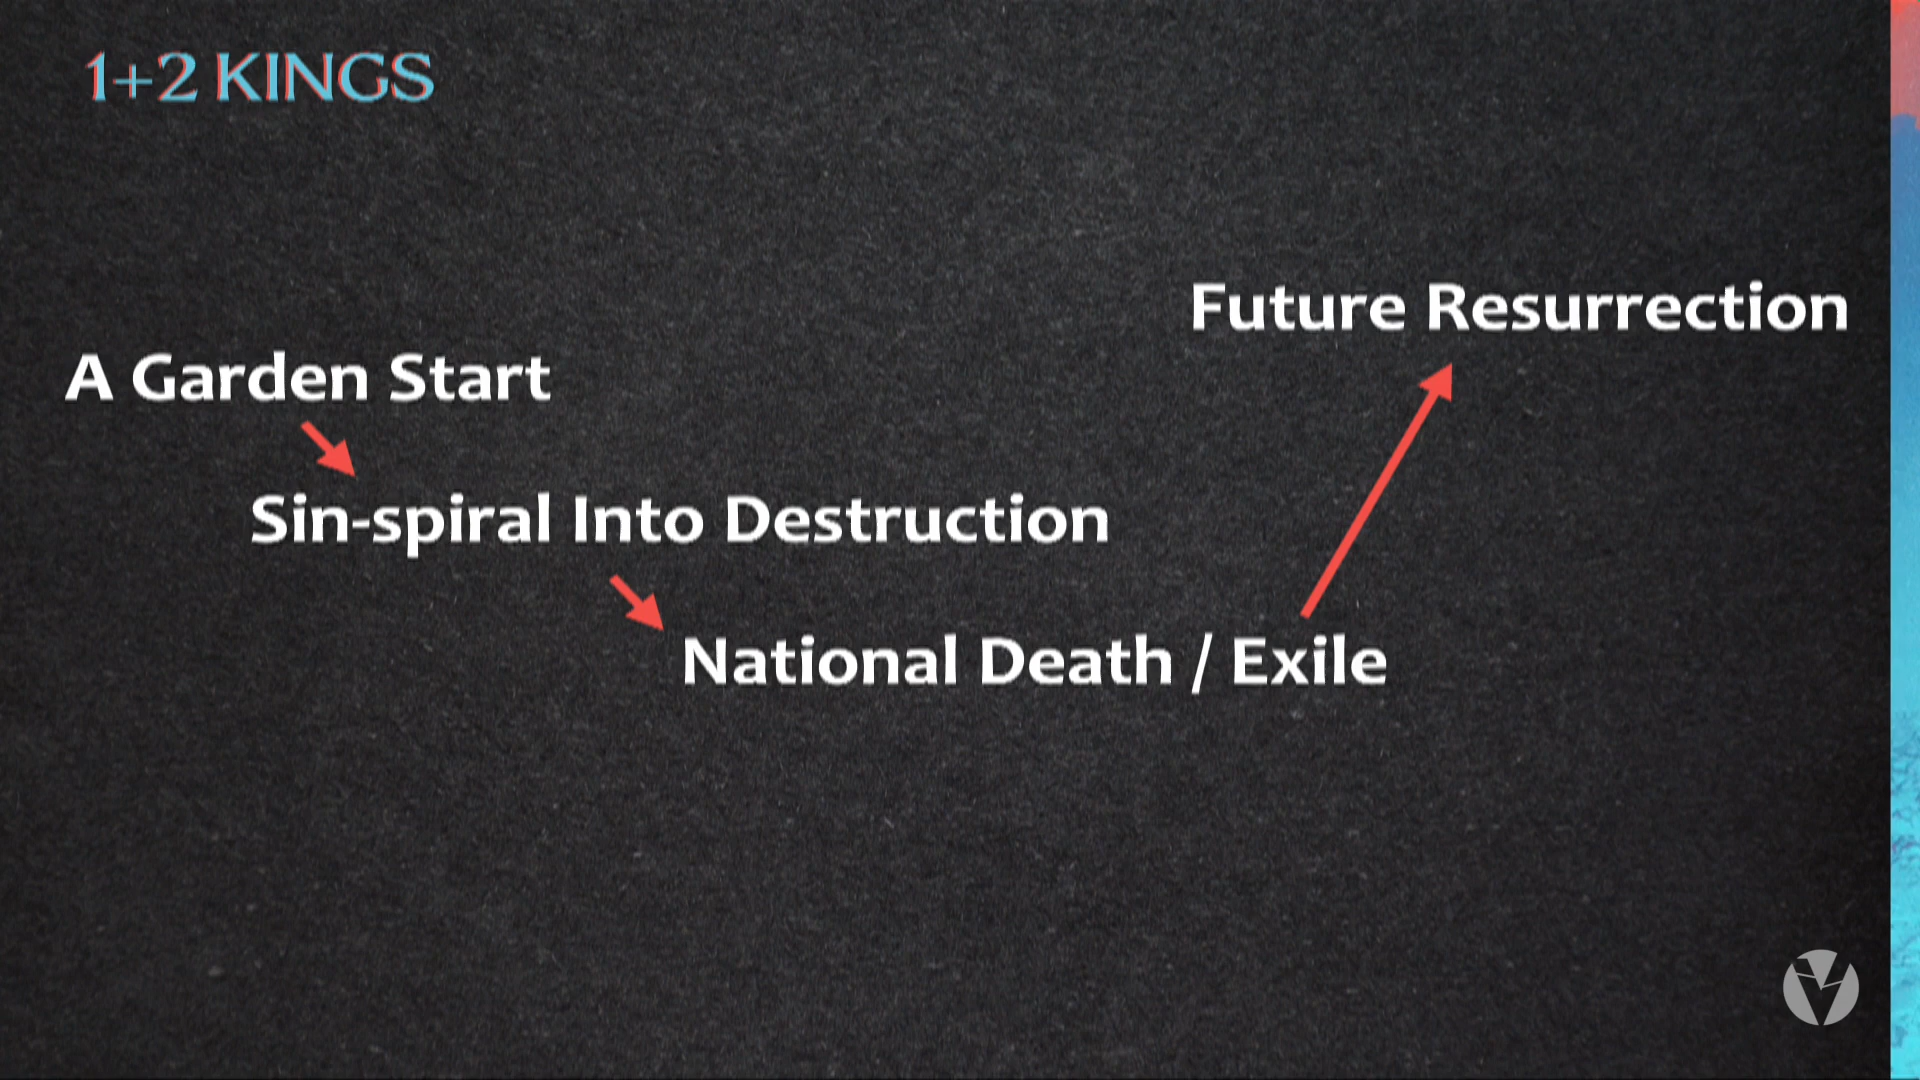 1+2 KINGS
A Garden Start
Sin-spiral Into Destruction
National Death / Exile
Future Resurrection